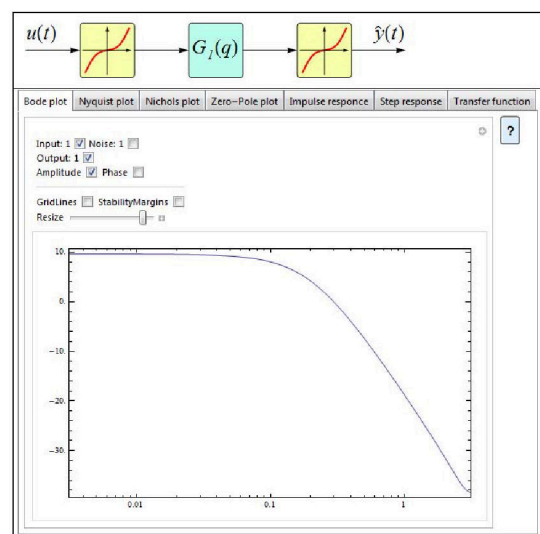 u(t) G_1(q) ŷ(t)
Bode plot Nyquist plot Nichols plot Zero-Pole plot Impulse responce Step response Transfer function
?
Input: 1 Noise: 1
Output: 1
Amplitude Phase
GridLines StabilityMargins
Resize
10.
0.
-10.
-20.
-30.
0.01 0.1 1